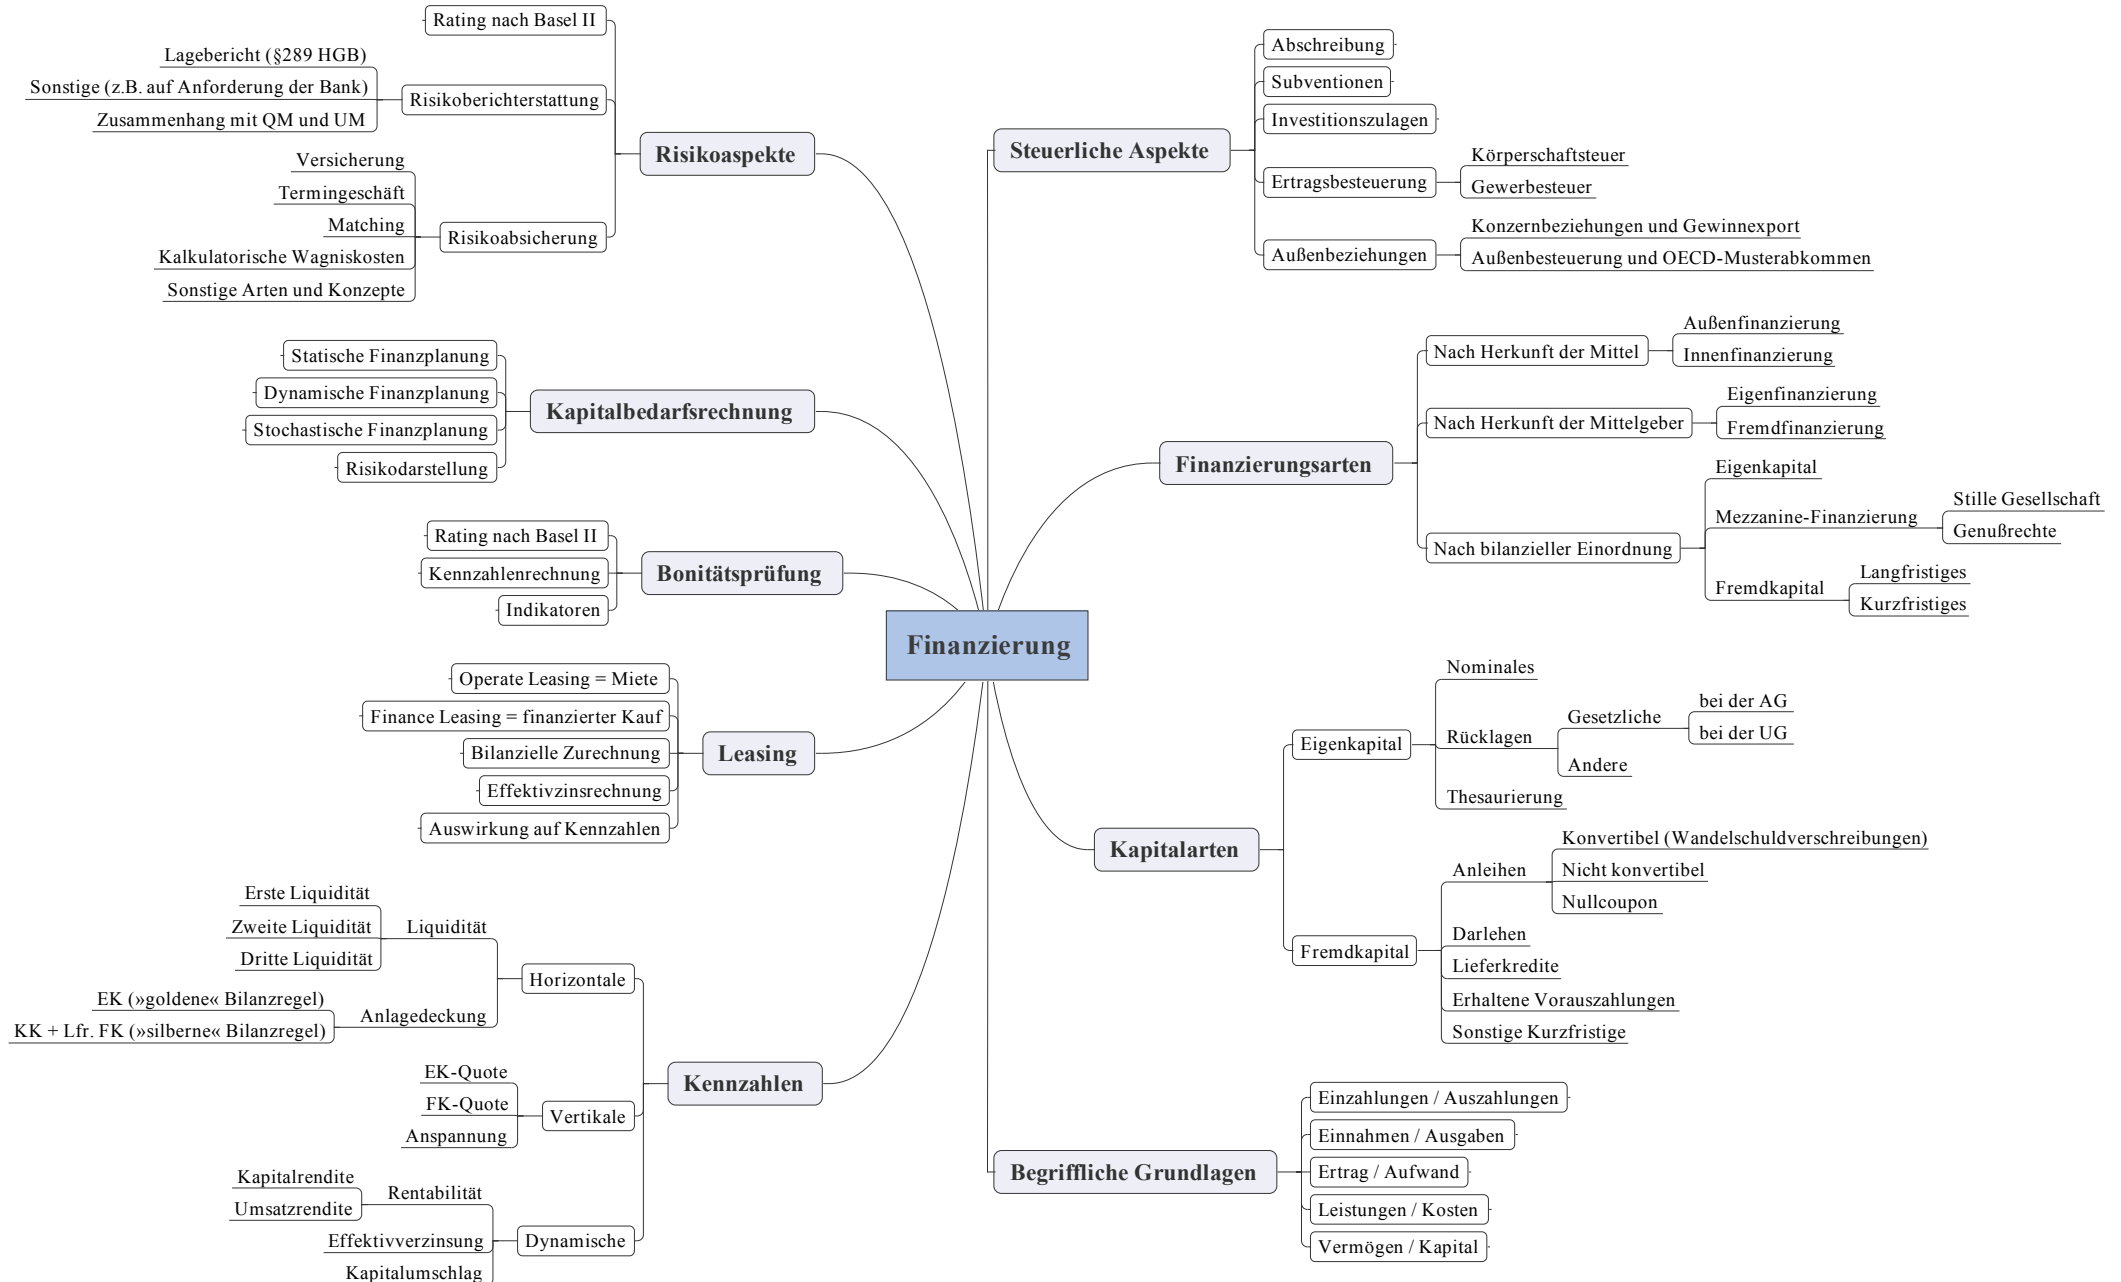 Finanzierung
Risikoaspekte
Rating nach Basel II
Risikoberichterstattung
Lagebericht (§289 HGB)
Sonstige (z.B. auf Anforderung der Bank)
Zusammenhang mit QM und UM
Risikoabsicherung
Versicherung
Termingeschäft
Matching
Kalkulatorische Wagniskosten
Sonstige Arten und Konzepte
Kapitalbedarfsrechnung
Statische Finanzplanung
Dynamische Finanzplanung
Stochastische Finanzplanung
Risikodarstellung
Bonitätsprüfung
Rating nach Basel II
Kennzahlenrechnung
Indikatoren
Leasing
Operate Leasing = Miete
Finance Leasing = finanzierter Kauf
Bilanzielle Zurechnung
Effektivzinsrechnung
Auswirkung auf Kennzahlen
Kennzahlen
Horizontale
Liquidität
Erste Liquidität
Zweite Liquidität
Dritte Liquidität
Anlagedeckung
EK (»goldene« Bilanzregel)
KK + Lfr. FK (»silberne« Bilanzregel)
Vertikale
EK-Quote
FK-Quote
Anspannung
Dynamische
Rentabilität
Kapitalrendite
Umsatzrendite
Effektivverzinsung
Kapitalumschlag
Steuerliche Aspekte
Abschreibung
Subventionen
Investitionszulagen
Ertragsbesteuerung
Körperschaftsteuer
Gewerbesteuer
Außenbeziehungen
Konzernbeziehungen und Gewinnexport
Außenbesteuerung und OECD-Musterabkommen
Finanzierungsarten
Nach Herkunft der Mittel
Außenfinanzierung
Innenfinanzierung
Nach Herkunft der Mittelgeber
Eigenfinanzierung
Fremdfinanzierung
Nach bilanzieller Einordnung
Eigenkapital
Mezzanine-Finanzierung
Stille Gesellschaft
Genußrechte
Fremdkapital
Langfristiges
Kurzfristiges
Kapitalarten
Eigenkapital
Nominales
Rücklagen
Gesetzliche
bei der AG
bei der UG
Andere
Thesaurierung
Fremdkapital
Anleihen
Konvertibel (Wandelschuldverschreibungen)
Nicht konvertibel
Nullcoupon
Darlehen
Lieferkredite
Erhaltene Vorauszahlungen
Sonstige Kurzfristige
Begriffliche Grundlagen
Einzahlungen / Auszahlungen
Einnahmen / Ausgaben
Ertrag / Aufwand
Leistungen / Kosten
Vermögen / Kapital